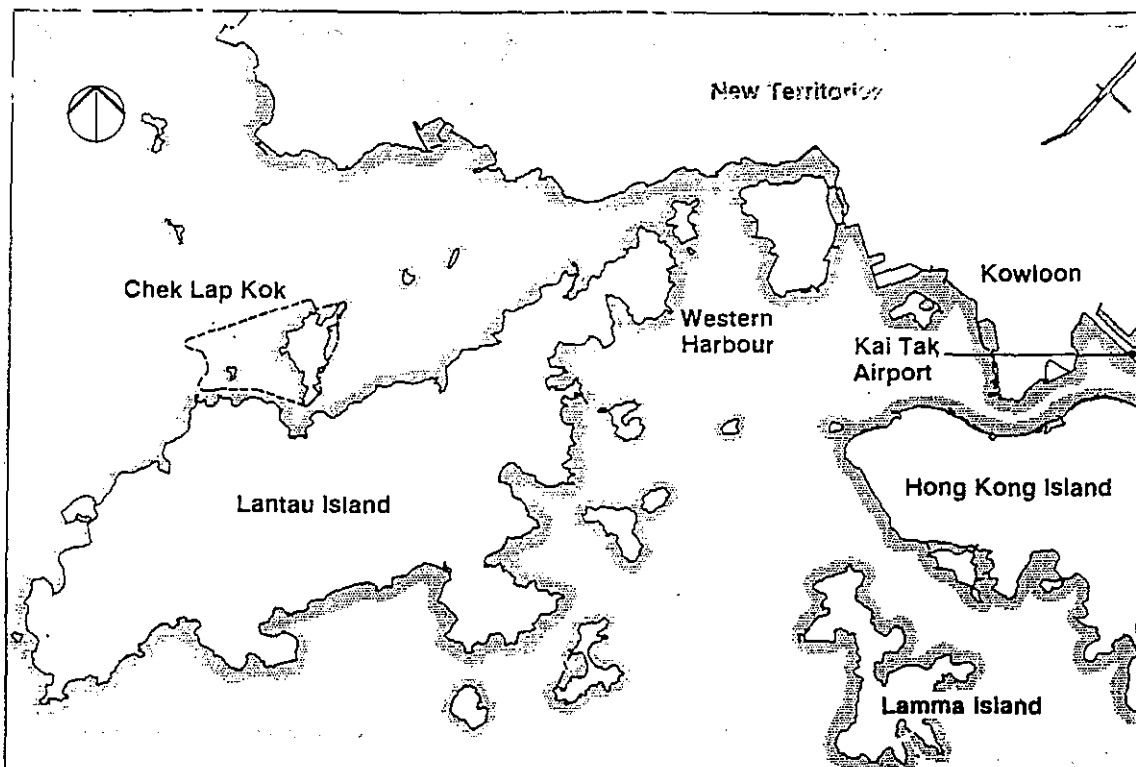 New Territories
Chek Lap Kok
Kowloon
Western
Harbour
Kai Tak
Airport
Lantau Island
Hong Kong Island
Lamma Island